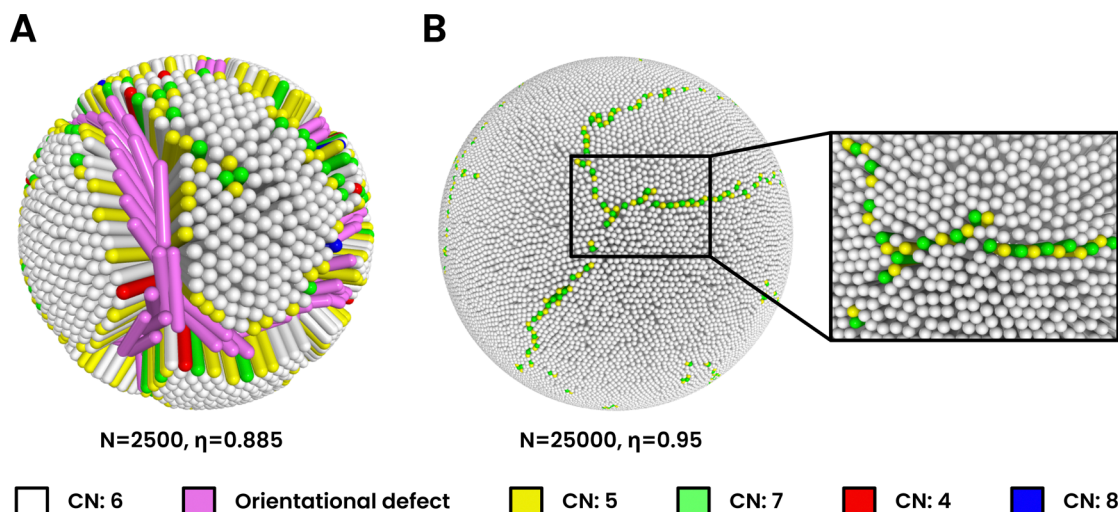 A
B
N=2500, η=0.885
N=25000, η=0.95
CN: 6
Orientational defect
CN: 5
CN: 7
CN: 4
CN: 8